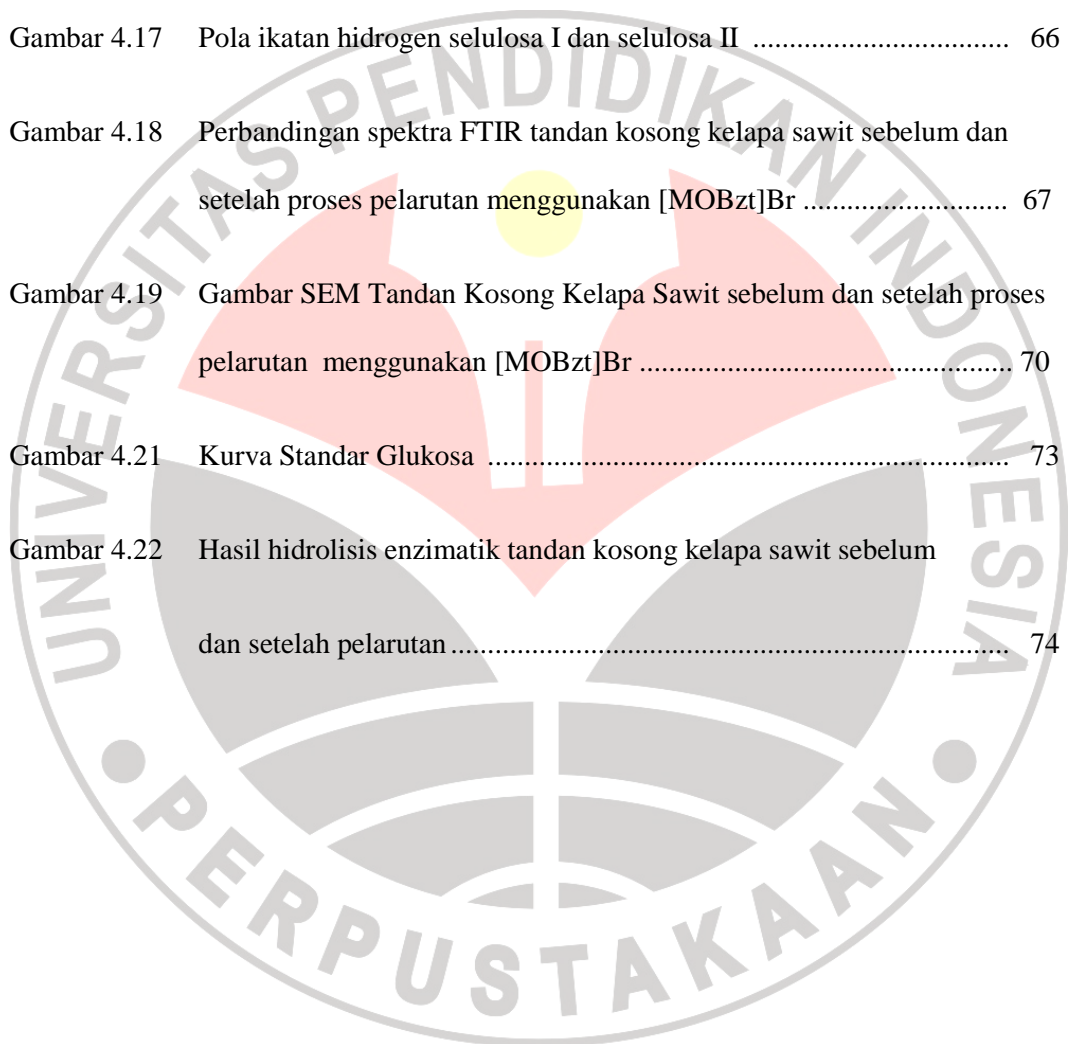 Gambar 4.17 Pola ikatan hidrogen selulosa I dan selulosa II .................................. 66
Gambar 4.18 Perbandingan spektra FTIR tandan kosong kelapa sawit sebelum dan
setelah proses pelarutan menggunakan [MOBzt]Br ........................... 67
Gambar 4.19 Gambar SEM Tandan Kosong Kelapa Sawit sebelum dan setelah proses
pelarutan menggunakan [MOBzt]Br ................................................. 70
Gambar 4.21 Kurva Standar Glukosa ...................................................................... 73
Gambar 4.22 Hasil hidrolisis enzimatik tandan kosong kelapa sawit sebelum
dan setelah pelarutan ........................................................................... 74
UNIVERSITAS PENDIDIKAN INDONESIA
PERPUSTAKAAN